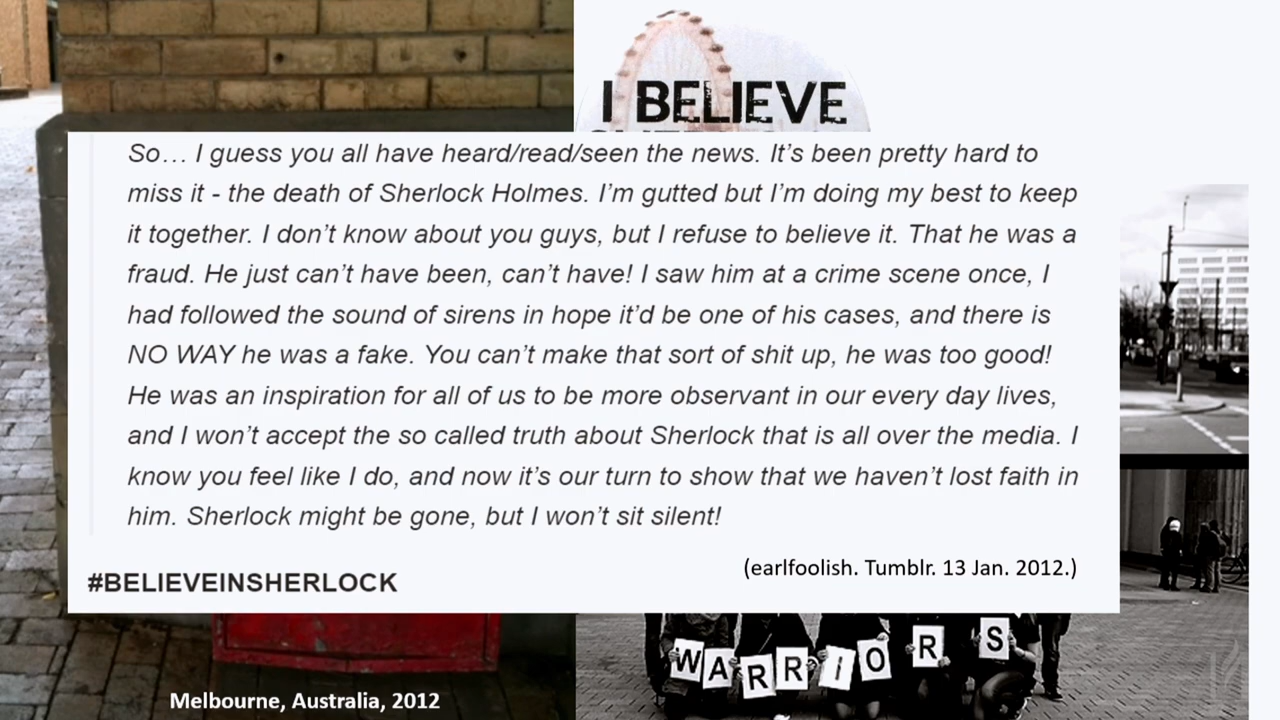 I BELIEVE
So… I guess you all have heard/read/seen the news. It’s been pretty hard to
miss it - the death of Sherlock Holmes. I’m gutted but I’m doing my best to keep
it together. I don’t know about you guys, but I refuse to believe it. That he was a
fraud. He just can’t have been, can’t have! I saw him at a crime scene once, I
had followed the sound of sirens in hope it’d be one of his cases, and there is
NO WAY he was a fake. You can’t make that sort of shit up, he was too good!
He was an inspiration for all of us to be more observant in our every day lives,
and I won’t accept the so called truth about Sherlock that is all over the media. I
know you feel like I do, and now it’s our turn to show that we haven’t lost faith in
him. Sherlock might be gone, but I won’t sit silent!
(earlfoolish. Tumblr. 13 Jan. 2012.)
#BELIEVEINSHERLOCK
WARRIORS
Melbourne, Australia, 2012